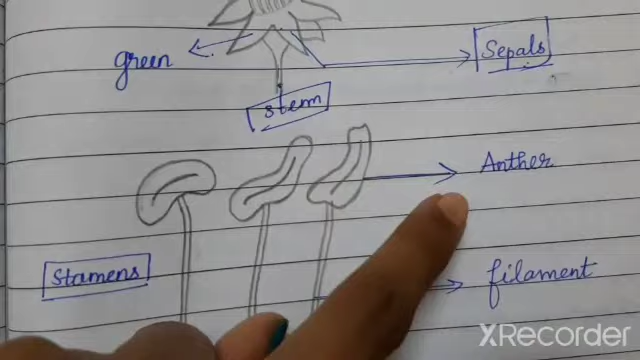 green
Sepals
stem
Anther
Stamens
filament
XRecorder